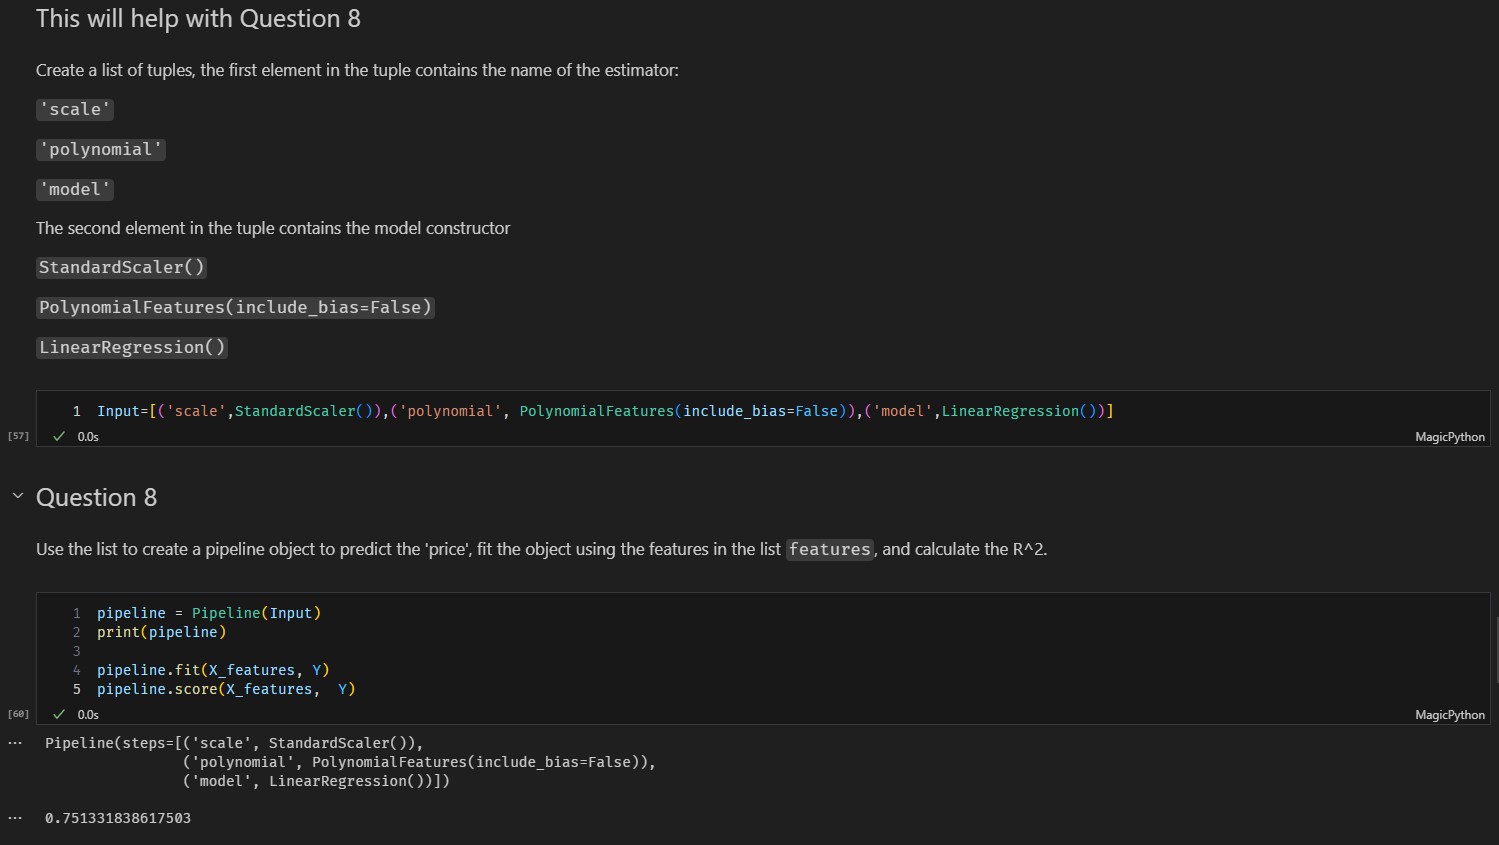 This will help with Question 8
Create a list of tuples, the first element in the tuple contains the name of the estimator:
'scale'
'polynomial'
'model'
The second element in the tuple contains the model constructor
StandardScaler()
PolynomialFeatures(include_bias=False)
LinearRegression()
1 Input=[('scale',StandardScaler()),('polynomial', PolynomialFeatures(include_bias=False)),('model',LinearRegression())]
[57] ✓ 0.0s MagicPython
Question 8
Use the list to create a pipeline object to predict the 'price', fit the object using the features in the list features, and calculate the R^2.
1 pipeline = Pipeline(Input)
2 print(pipeline)
3
4 pipeline.fit(X_features, Y)
5 pipeline.score(X_features,  Y)
[60] ✓ 0.0s MagicPython
... Pipeline(steps=[('scale', StandardScaler()),
('polynomial', PolynomialFeatures(include_bias=False)),
('model', LinearRegression())])
... 0.751331838617503